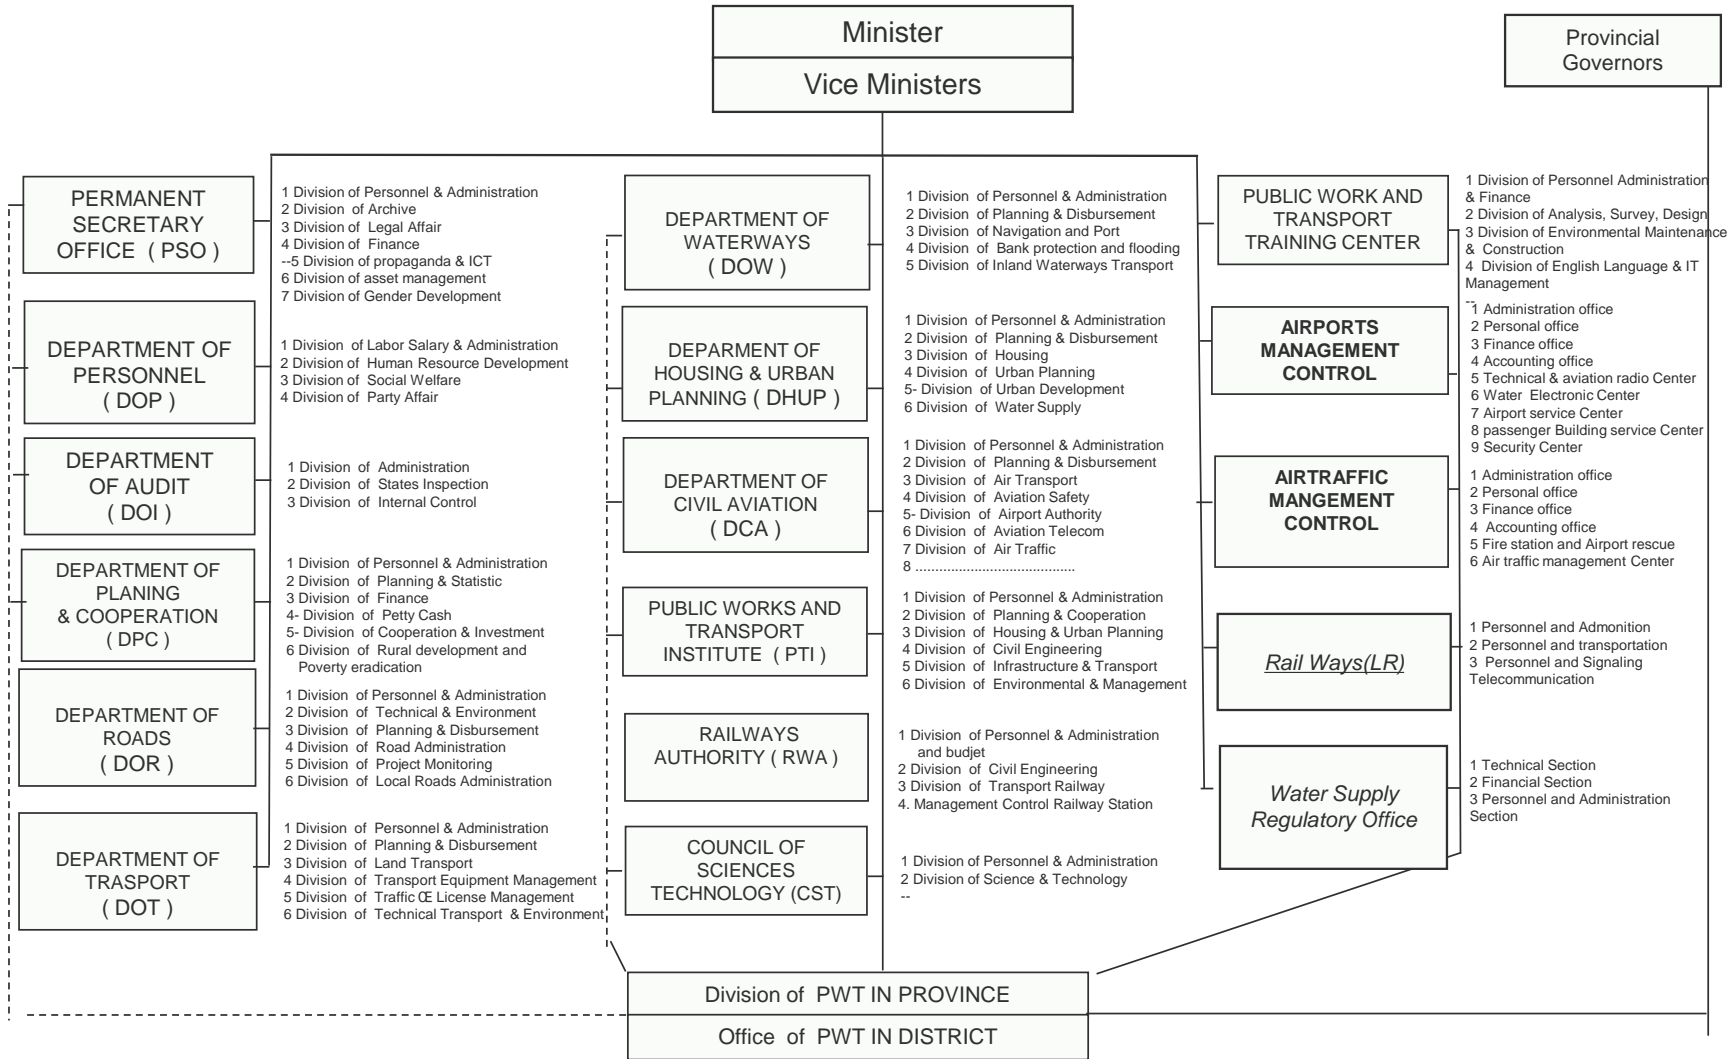 Minister
Vice Ministers
Provincial
Governors
PERMANENT
SECRETARY
OFFICE ( PSO )
1 Division of Personnel & Administration
2 Division of Archive
3 Division of Legal Affair
4 Division of Finance
--5 Division of propaganda & ICT
6 Division of asset management
7 Division of Gender Development
DEPARTMENT OF
PERSONNEL
( DOP )
1 Division of Labor Salary & Administration
2 Division of Human Resource Development
3 Division of Social Welfare
4 Division of Party Affair
DEPARTMENT
OF AUDIT
( DOI )
1 Division of Administration
2 Division of States Inspection
3 Division of Internal Control
DEPARTMENT OF
PLANING
& COOPERATION
( DPC )
1 Division of Personnel & Administration
2 Division of Planning & Statistic
3 Division of Finance
4- Division of Petty Cash
5- Division of Cooperation & Investment
6 Division of Rural development and
Poverty eradication
DEPARTMENT OF
ROADS
( DOR )
1 Division of Personnel & Administration
2 Division of Technical & Environment
3 Division of Planning & Disbursement
4 Division of Road Administration
5 Division of Project Monitoring
6 Division of Local Roads Administration
DEPARTMENT OF
TRASPORT
( DOT )
1 Division of Personnel & Administration
2 Division of Planning & Disbursement
3 Division of Land Transport
4 Division of Transport Equipment Management
5 Division of Traffic Œ License Management
6 Division of Technical Transport & Environment
DEPARTMENT OF
WATERWAYS
( DOW )
1 Division of Personnel & Administration
2 Division of Planning & Disbursement
3 Division of Navigation and Port
4 Division of Bank protection and flooding
5 Division of Inland Waterways Transport
DEPARMENT OF
HOUSING & URBAN
PLANNING ( DHUP )
1 Division of Personnel & Administration
2 Division of Planning & Disbursement
3 Division of Housing
4 Division of Urban Planning
5- Division of Urban Development
6 Division of Water Supply
DEPARTMENT OF
CIVIL AVIATION
( DCA )
1 Division of Personnel & Administration
2 Division of Planning & Disbursement
3 Division of Air Transport
4 Division of Aviation Safety
5- Division of Airport Authority
6 Division of Aviation Telecom
7 Division of Air Traffic
8 ........................................
PUBLIC WORKS AND
TRANSPORT
INSTITUTE ( PTI )
1 Division of Personnel & Administration
2 Division of Planning & Cooperation
3 Division of Housing & Urban Planning
4 Division of Civil Engineering
5 Division of Infrastructure & Transport
6 Division of Environmental & Management
RAILWAYS
AUTHORITY ( RWA )
1 Division of Personnel & Administration
and budjet
2 Division of Civil Engineering
3 Division of Transport Railway
4. Management Control Railway Station
COUNCIL OF
SCIENCES
TECHNOLOGY (CST)
1 Division of Personnel & Administration
2 Division of Science & Technology
--
PUBLIC WORK AND
TRANSPORT
TRAINING CENTER
1 Division of Personnel Administration
& Finance
2 Division of Analysis, Survey, Design
3 Division of Environmental Maintenance
& Construction
4 Division of English Language & IT
Management
--
AIRPORTS
MANAGEMENT
CONTROL
1 Administration office
2 Personal office
3 Finance office
4 Accounting office
5 Technical & aviation radio Center
6 Water Electronic Center
7 Airport service Center
8 passenger Building service Center
9 Security Center
AIRTRAFFIC
MANGEMENT
CONTROL
1 Administration office
2 Personal office
3 Finance office
4 Accounting office
5 Fire station and Airport rescue
6 Air traffic management Center
Rail Ways(LR)
1 Personnel and Admonition
2 Personnel and transportation
3 Personnel and Signaling
Telecommunication
Water Supply
Regulatory Office
1 Technical Section
2 Financial Section
3 Personnel and Administration
Section
Division of PWT IN PROVINCE
Office of PWT IN DISTRICT